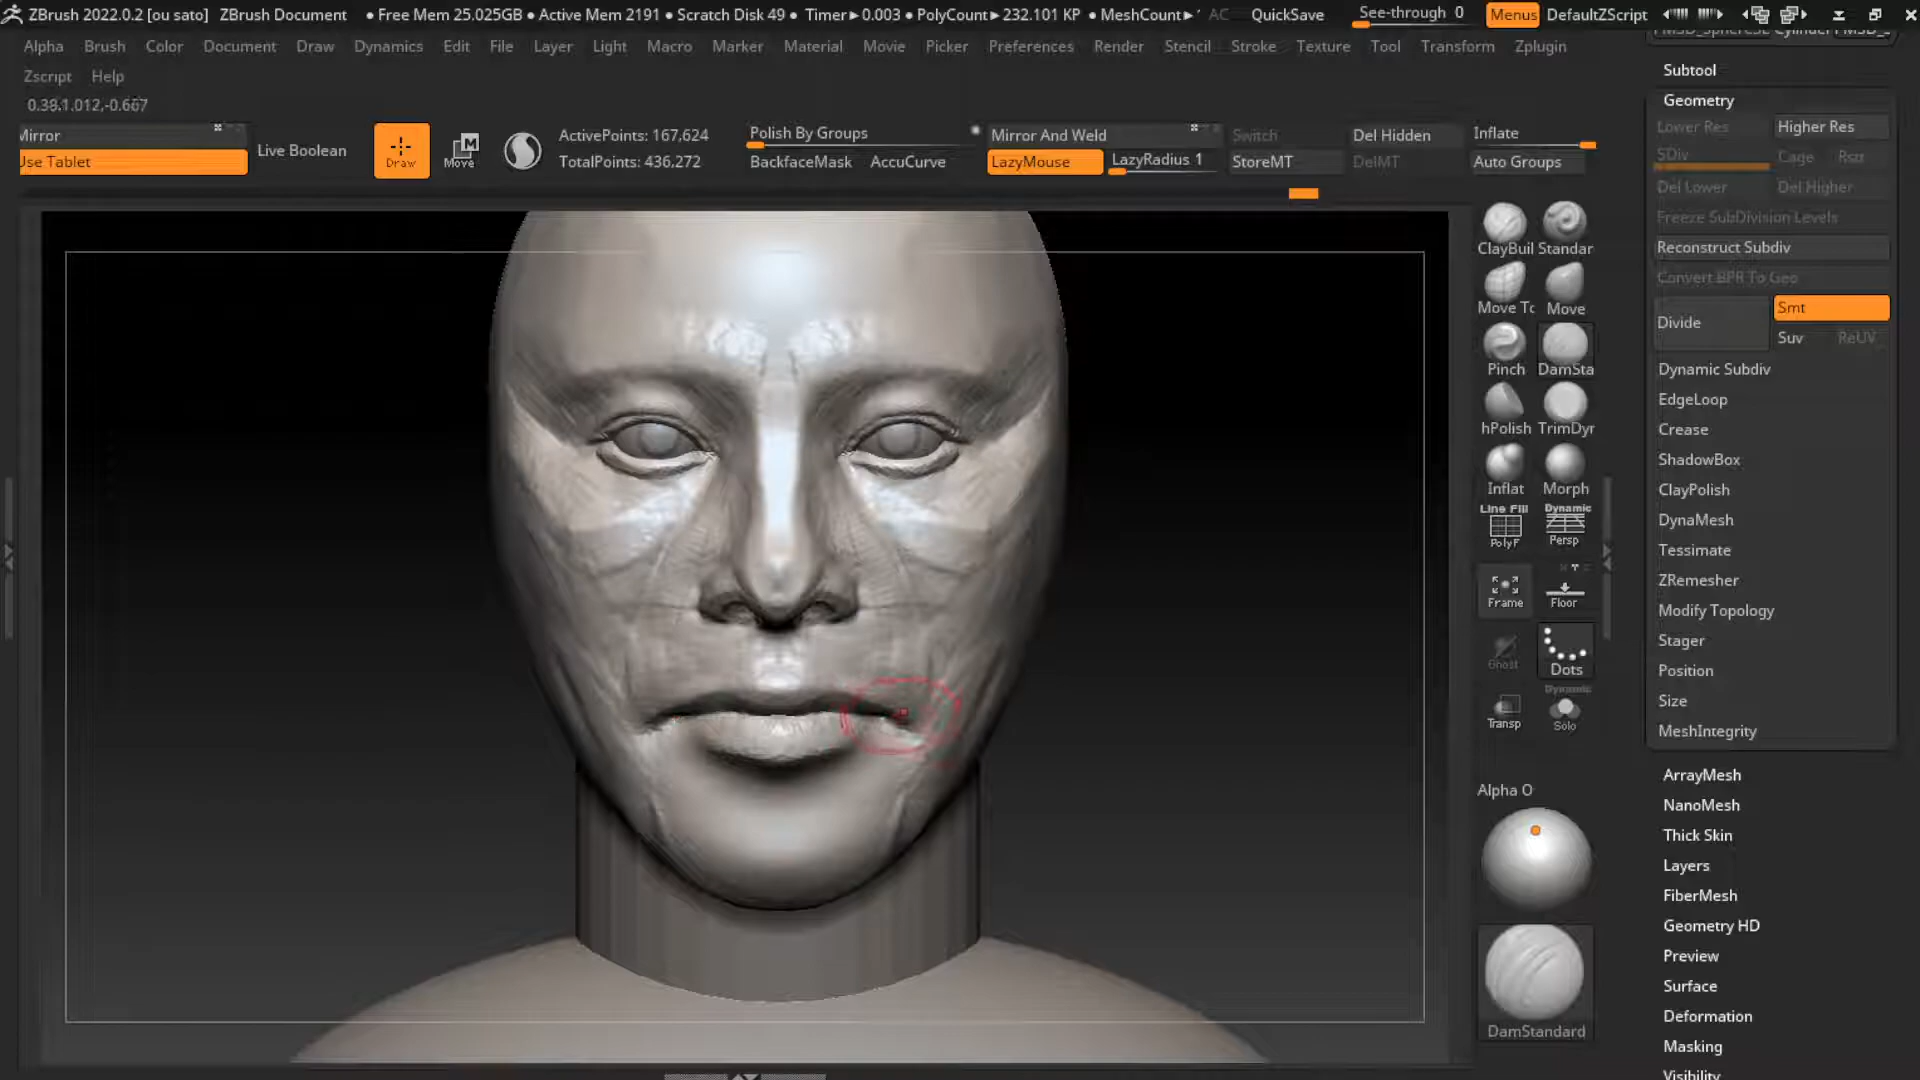 ZBrush 2022.0.2 [ou sato] ZBrush Document • Free Mem 25.025GB • Active Mem 2191 • Scratch Disk 49 • Timer►0.003 • PolyCount►232.101 KP • MeshCount►' AC QuickSave See-through 0 Menus DefaultZScript
Alpha Brush Color Document Draw Dynamics Edit File Layer Light Macro Marker Material Movie Picker Preferences Render Stencil Stroke Texture Tool Transform Zplugin
Zscript Help
Mirror
Use Tablet
Live Boolean
Draw
Move
ActivePoints: 167,624
TotalPoints: 436,272
Polish By Groups
BackfaceMask AccuCurve
Mirror And Weld
LazyMouse LazyRadius 1
Switch
StoreMT
Del Hidden
DelMT
Inflate
Auto Groups
ClayBuil Standar
Move To Move
Pinch DamSta
hPolish TrimDyr
Inflat Morph
Line Fill Dynamic
PolyF Persp
Frame Floor
Ghost Dots
Dynamic
Transp Solo
Alpha O
DamStandard
Subtool
Geometry
Lower Res Higher Res
SDiv Cage Rstr
Del Lower Del Higher
Freeze SubDivision Levels
Reconstruct Subdiv
Convert BPR To Geo
Divide
Smt
Suv ReUV
Dynamic Subdiv
EdgeLoop
Crease
ShadowBox
ClayPolish
DynaMesh
Tessimate
ZRemesher
Modify Topology
Stager
Position
Size
MeshIntegrity
ArrayMesh
NanoMesh
Thick Skin
Layers
FiberMesh
Geometry HD
Preview
Surface
Deformation
Masking
Visibility